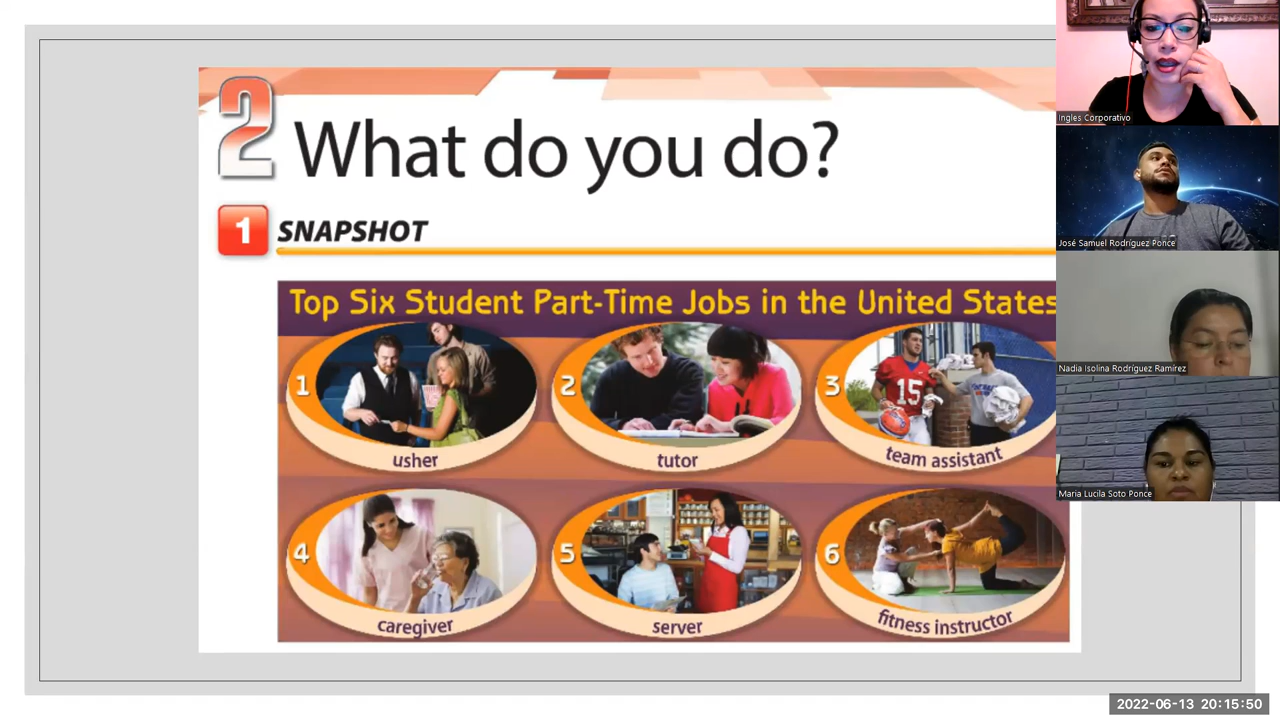 2 What do you do?
1 SNAPSHOT
Top Six Student Part-Time Jobs in the United States
1
usher
2
tutor
3
team assistant
15
4
caregiver
5
server
6
fitness instructor
Ingles Corporativo
José Samuel Rodríguez Ponce
Nadia Isolina Rodríguez Ramírez
Maria Lucila Soto Ponce
2022-06-13 20:15:50